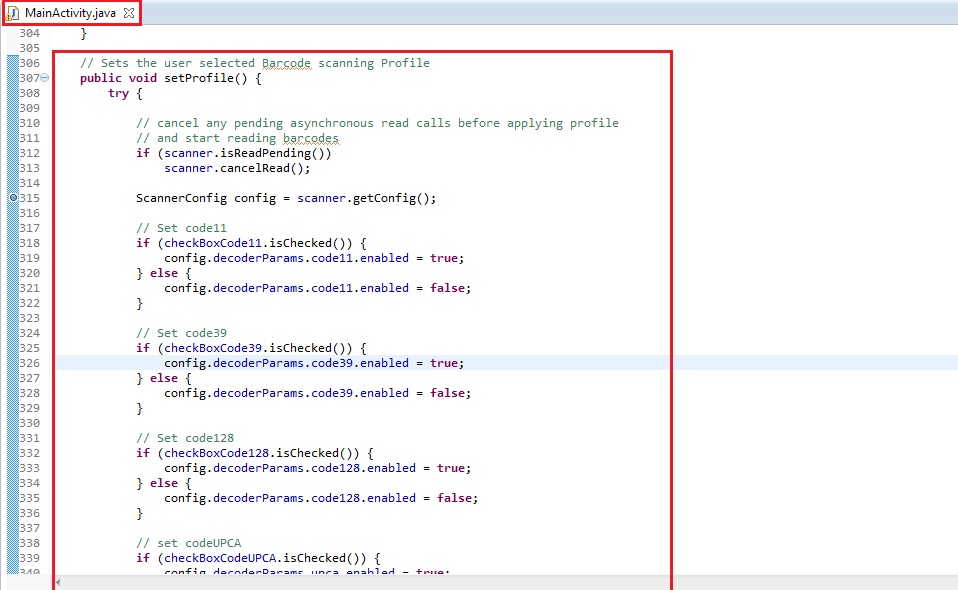 MainActivity.java
304 }
305
306 // Sets the user selected Barcode scanning Profile
307 public void setProfile() {
308 try {
309
310 // cancel any pending asynchronous read calls before applying profile
311 // and start reading barcodes
312 if (scanner.isReadPending())
313 scanner.cancelRead();
314
315 ScannerConfig config = scanner.getConfig();
316
317 // Set code11
318 if (checkBoxCode11.isChecked()) {
319 config.decoderParams.code11.enabled = true;
320 } else {
321 config.decoderParams.code11.enabled = false;
322 }
323
324 // Set code39
325 if (checkBoxCode39.isChecked()) {
326 config.decoderParams.code39.enabled = true;
327 } else {
328 config.decoderParams.code39.enabled = false;
329 }
330
331 // Set code128
332 if (checkBoxCode128.isChecked()) {
333 config.decoderParams.code128.enabled = true;
334 } else {
335 config.decoderParams.code128.enabled = false;
336 }
337
338 // set codeUPCA
339 if (checkBoxCodeUPCA.isChecked()) {
340 config.decoderParams.upca.enabled = true;